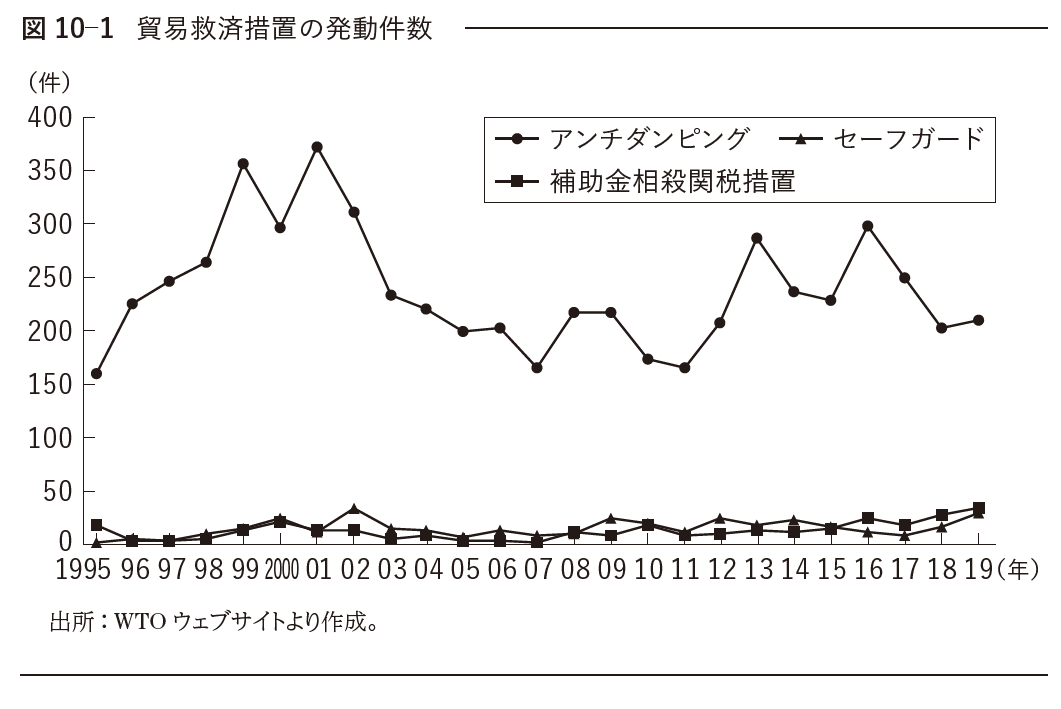 図 10-1 貿易救済措置の発動件数
（件）
400
350
300
250
200
150
100
50
0
アンチダンピング セーフガード
補助金相殺関税措置
1995 96 97 98 99 2000 01 02 03 04 05 06 07 08 09 10 11 12 13 14 15 16 17 18 19（年）
出所：WTO ウェブサイトより作成。